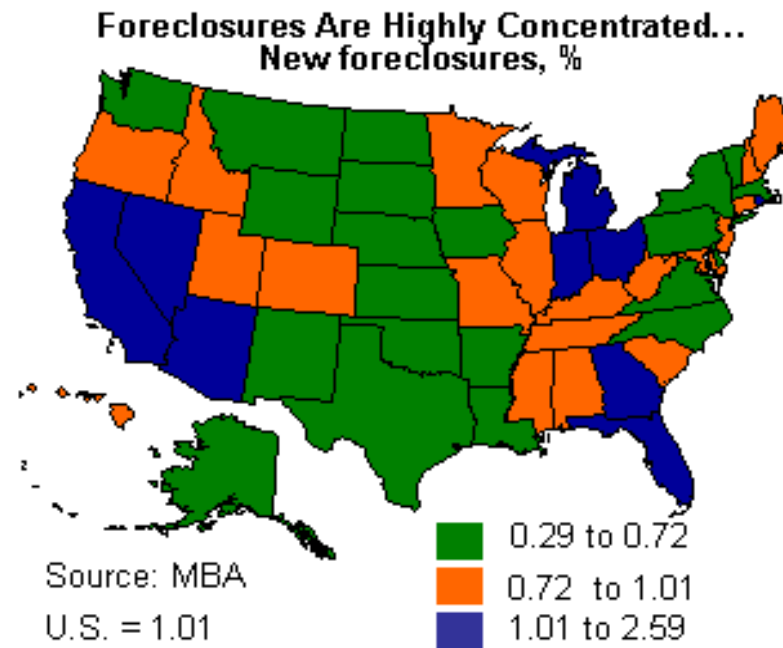 Foreclosures Are Highly Concentrated...
New foreclosures, %
0.29 to 0.72
Source: MBA
0.72 to 1.01
U.S. = 1.01
1.01 to 2.59